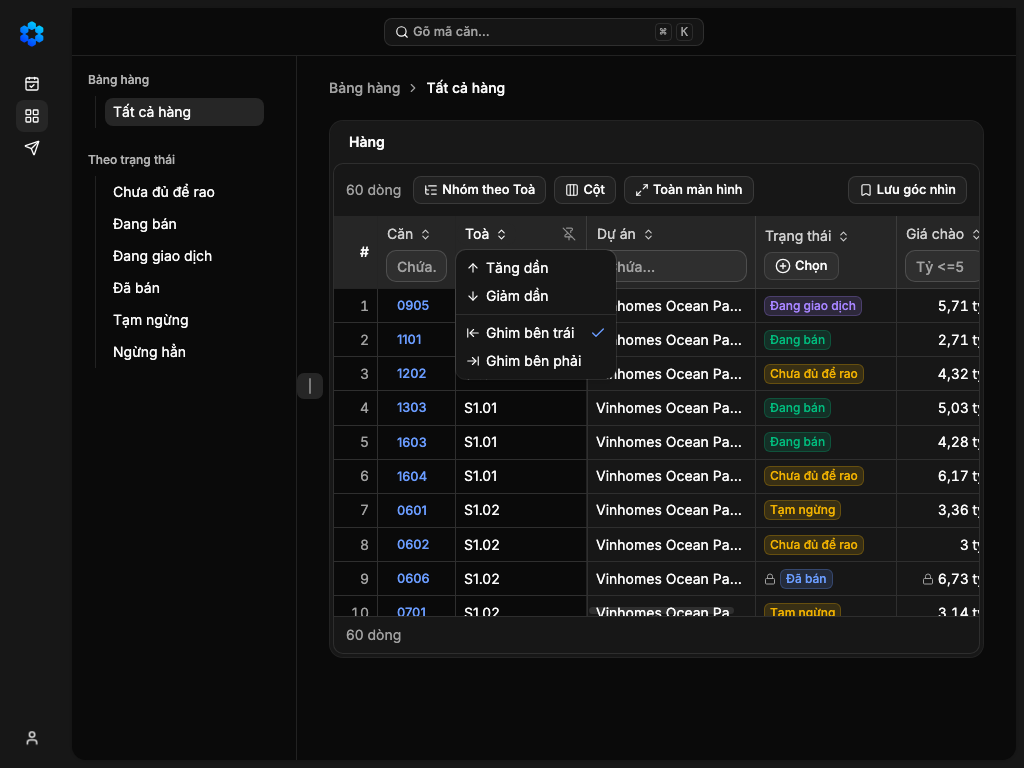 Gõ mã căn...
⌘ K
Bảng hàng
Tất cả hàng
Theo trạng thái
Chưa đủ để rao
Đang bán
Đang giao dịch
Đã bán
Tạm ngừng
Ngừng hẳn
Bảng hàng > Tất cả hàng
Hàng
60 dòng Nhóm theo Toà Cột Toàn màn hình Lưu góc nhìn
# Căn Toà Dự án Trạng thái Giá chào
Chứa. hứa... Chọn Tỷ <=5
Tăng dần
Giảm dần
Ghim bên trái
Ghim bên phải
1 0905 homes Ocean Pa... Đang giao dịch 5,71 tỷ
2 1101 homes Ocean Pa... Đang bán 2,71 tỷ
3 1202 homes Ocean Pa... Chưa đủ để rao 4,32 tỷ
4 1303 S1.01 Vinhomes Ocean Pa... Đang bán 5,03 tỷ
5 1603 S1.01 Vinhomes Ocean Pa... Đang bán 4,28 tỷ
6 1604 S1.01 Vinhomes Ocean Pa... Chưa đủ để rao 6,17 tỷ
7 0601 S1.02 Vinhomes Ocean Pa... Tạm ngừng 3,36 tỷ
8 0602 S1.02 Vinhomes Ocean Pa... Chưa đủ để rao 3 tỷ
9 0606 S1.02 Vinhomes Ocean Pa... Đã bán 6,73 tỷ
10 0701 S1.02 Vinhomes Ocean Pa... Tạm ngừng 3,14 tỷ
60 dòng